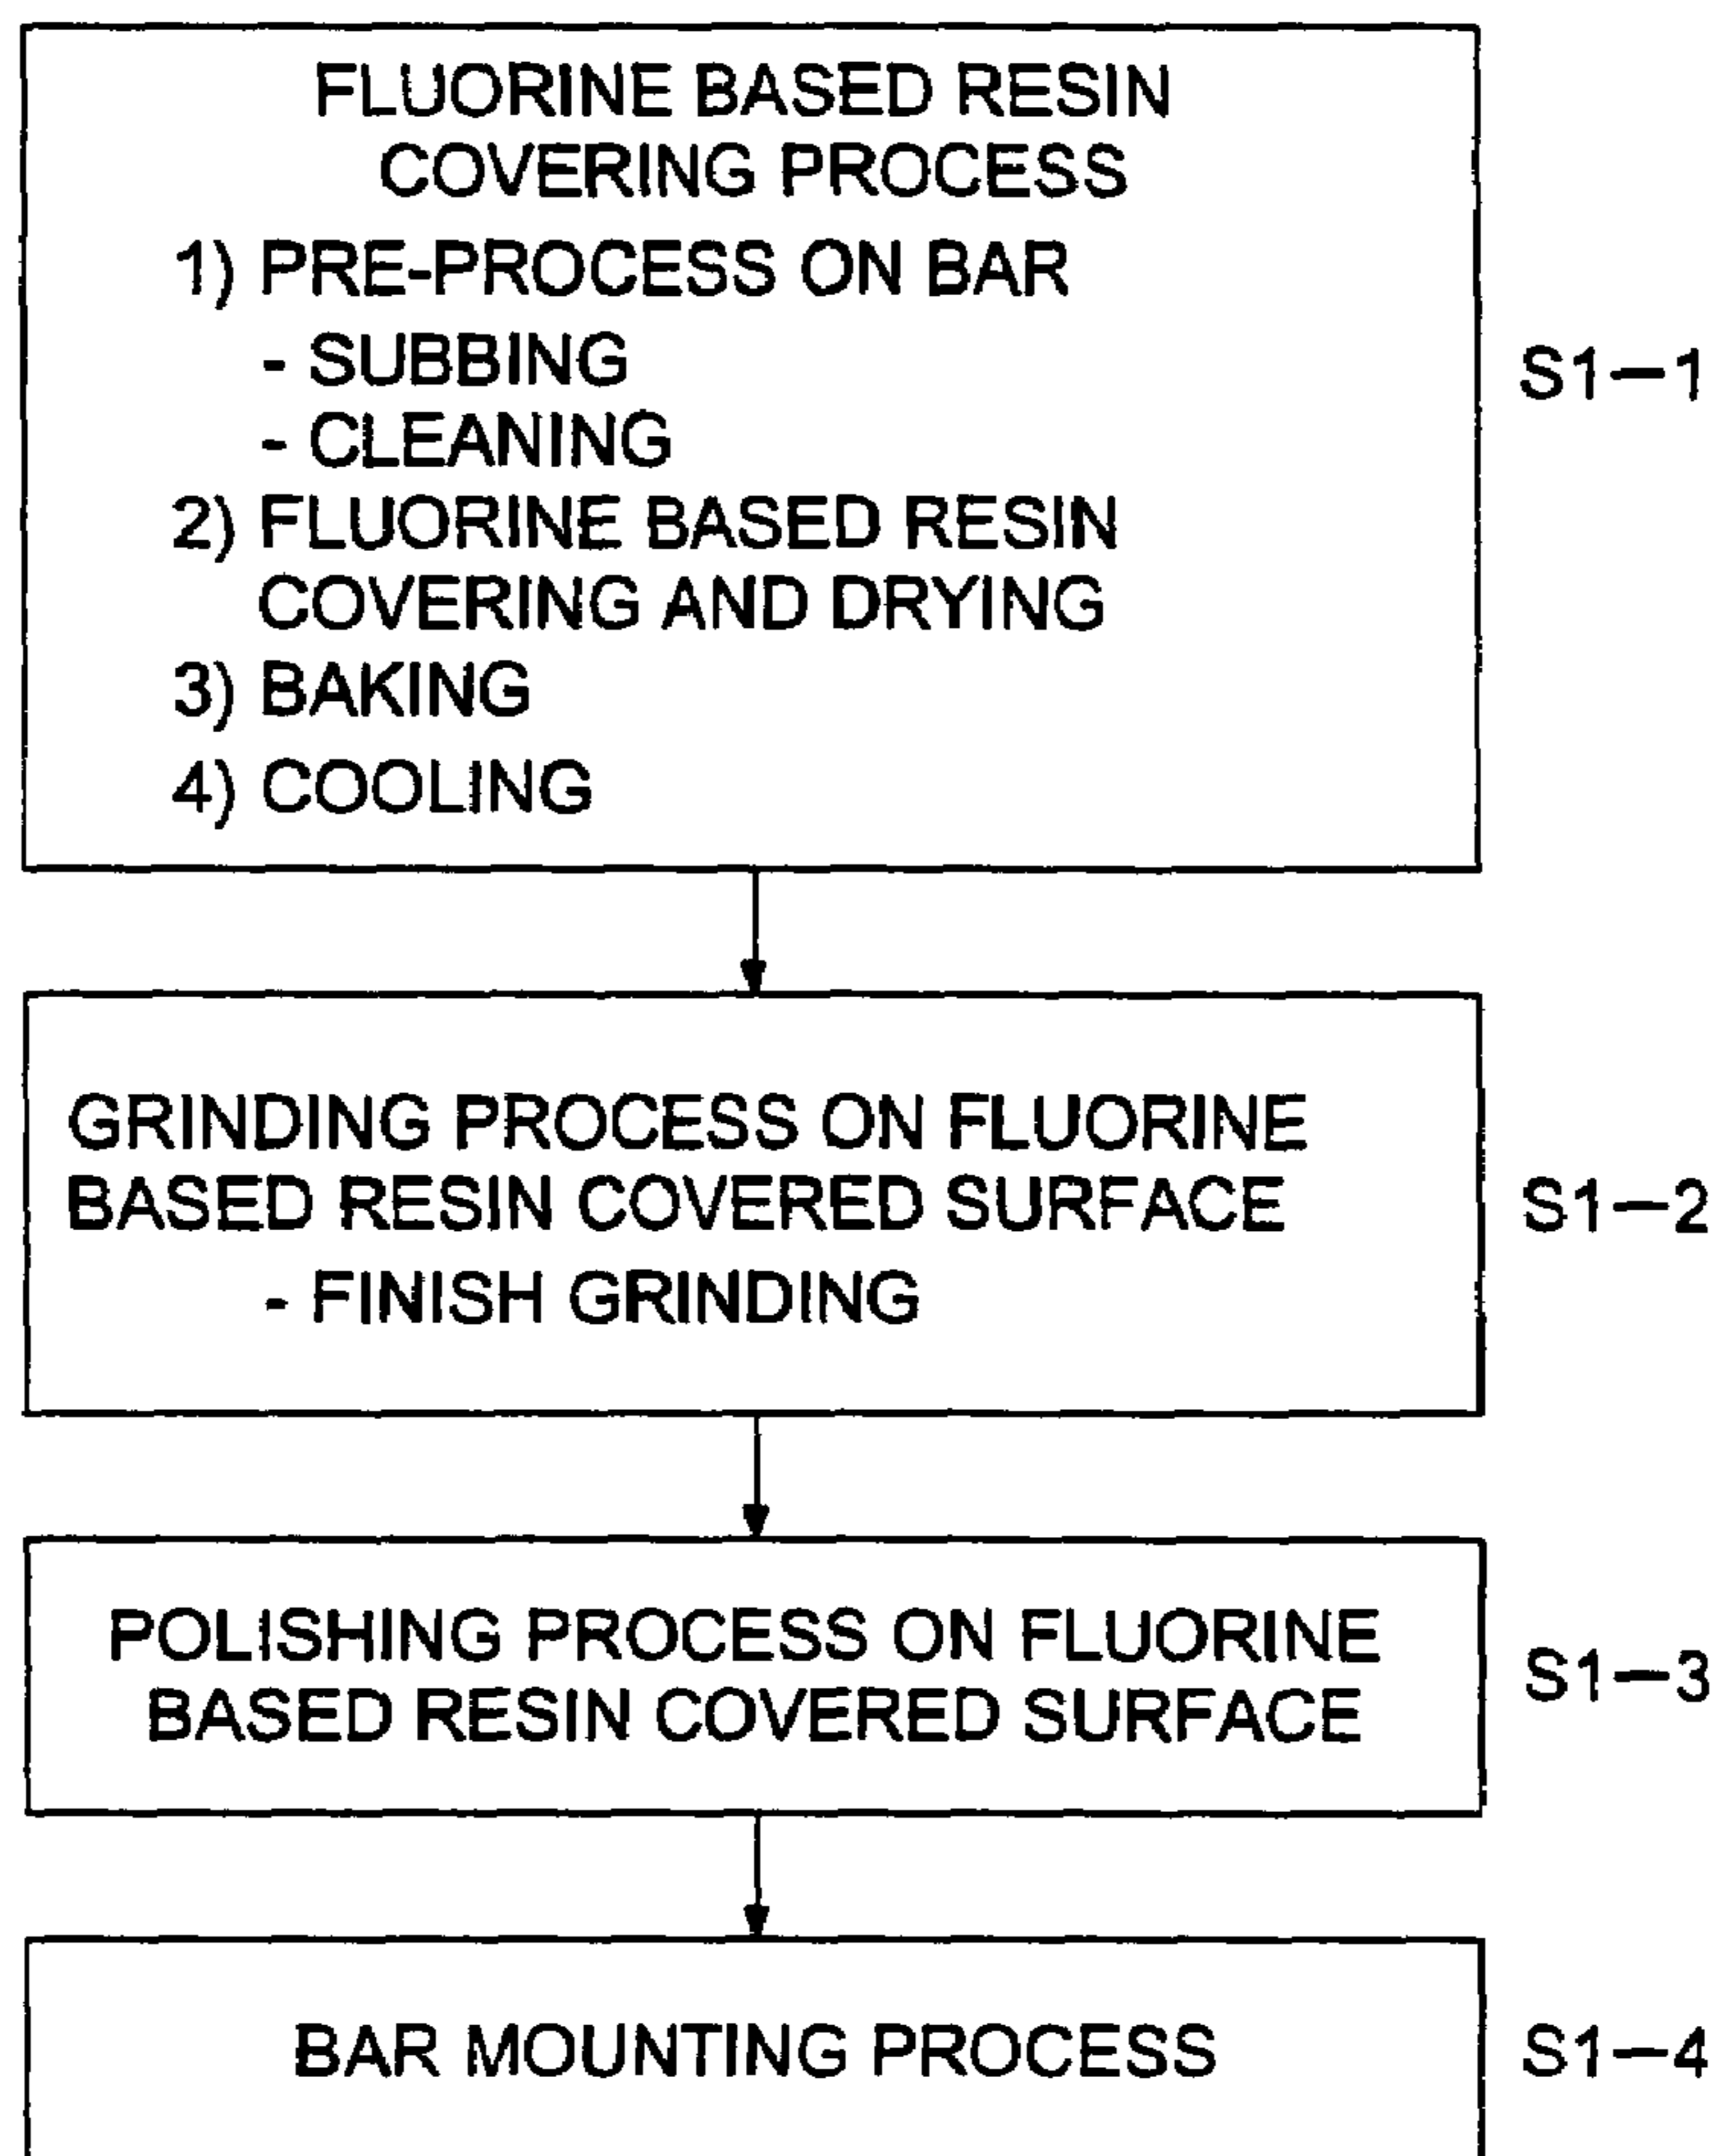 FLUORINE BASED RESIN
COVERING PROCESS
1) PRE-PROCESS ON BAR
- SUBBING
- CLEANING
2) FLUORINE BASED RESIN
COVERING AND DRYING
3) BAKING
4) COOLING
S1-1
GRINDING PROCESS ON FLUORINE
BASED RESIN COVERED SURFACE
- FINISH GRINDING
S1-2
POLISHING PROCESS ON FLUORINE
BASED RESIN COVERED SURFACE
S1-3
BAR MOUNTING PROCESS
S1-4